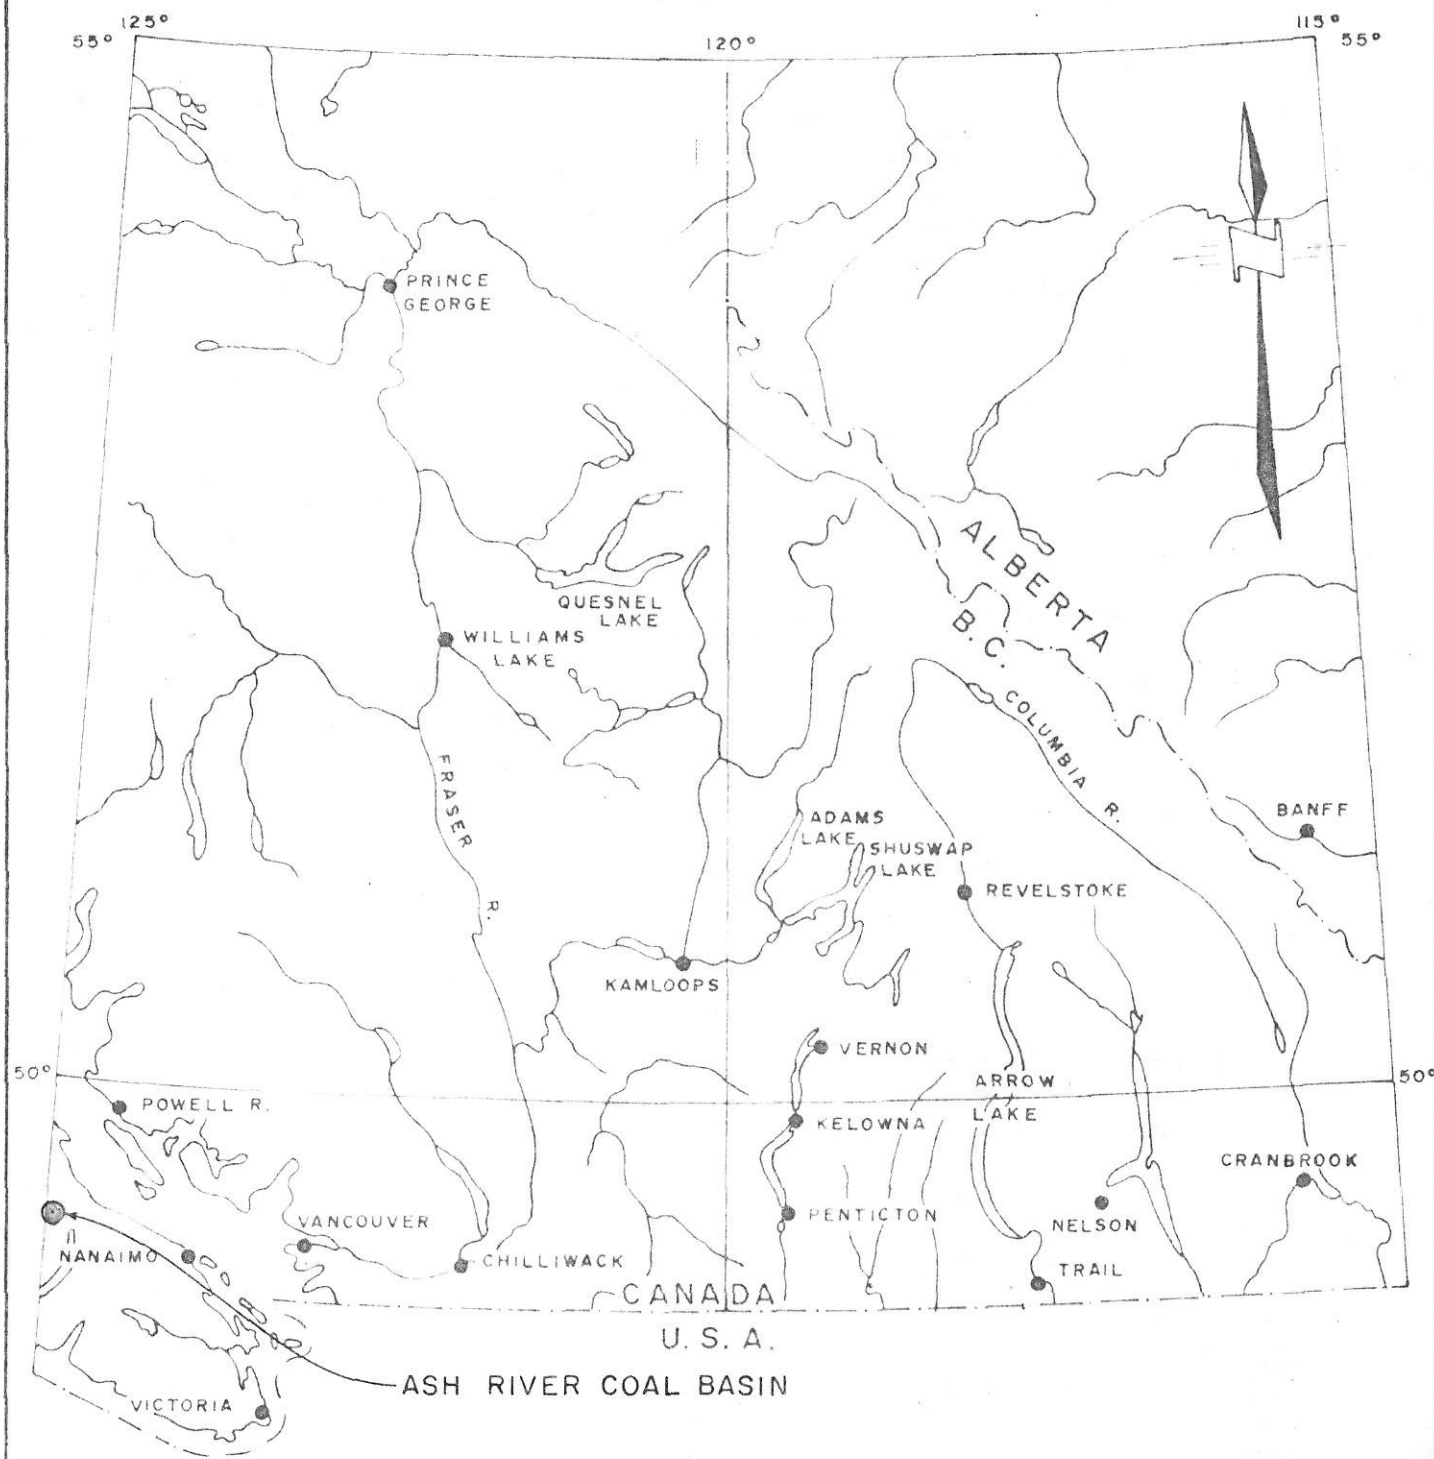 125°
115°
55°
120°
55°
PRINCE
GEORGE
ALBERTA
B.C.
QUESNEL
LAKE
WILLIAMS
LAKE
COLUMBIA R.
FRASER R.
BANFF
ADAMS
LAKE
SHUSWAP
LAKE
REVELSTOKE
KAMLOOPS
VERNON
50°
ARROW
LAKE
50°
POWELL R.
KELOWNA
CRANBROOK
PENTICTON
NELSON
VANCOUVER
NANAIMO
CHILLIWACK
TRAIL
CANADA
U.S.A.
ASH RIVER COAL BASIN
VICTORIA
N